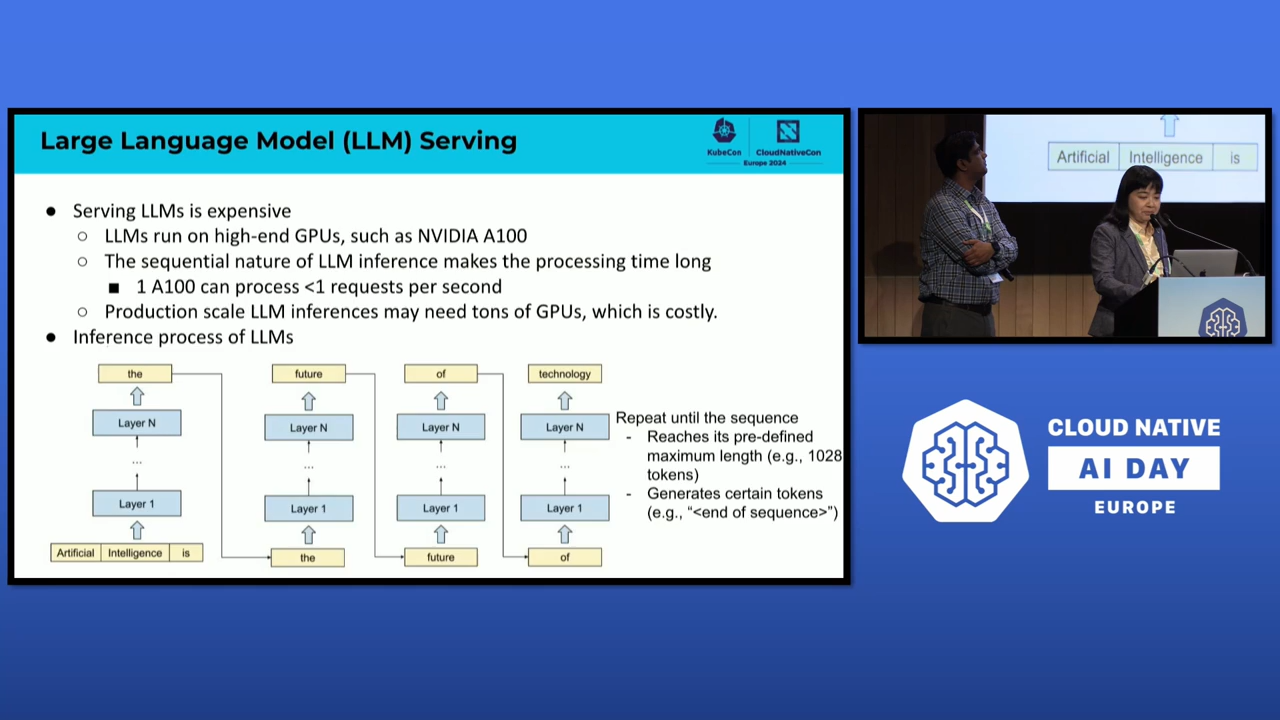 Large Language Model (LLM) Serving
KubeCon
CloudNativeCon
Europe 2024
● Serving LLMs is expensive
○ LLMs run on high-end GPUs, such as NVIDIA A100
○ The sequential nature of LLM inference makes the processing time long
■ 1 A100 can process <1 requests per second
○ Production scale LLM inferences may need tons of GPUs, which is costly.
● Inference process of LLMs
the
future
of
technology
Layer N
Layer N
Layer N
Layer N
...
...
...
...
Layer 1
Layer 1
Layer 1
Layer 1
Artificial Intelligence is
the
future
of
Repeat until the sequence
- Reaches its pre-defined
maximum length (e.g., 1028
tokens)
- Generates certain tokens
(e.g., “<end of sequence>”)
Artificial Intelligence is
CLOUD NATIVE
AI DAY
EUROPE